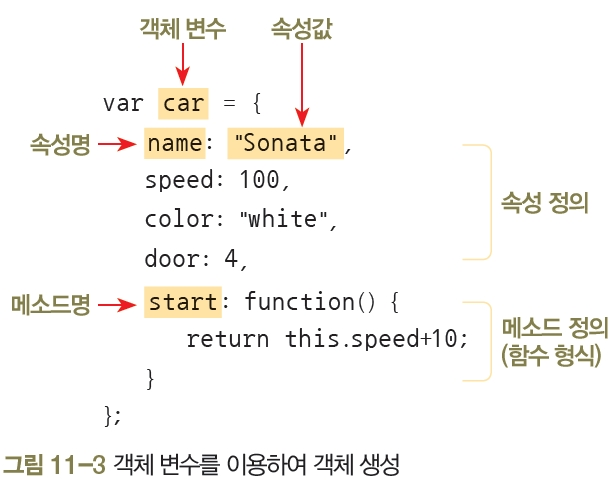 객체 변수 속성값
var car = {
속성명 name: "Sonata",
speed: 100,
속성 정의
color: "white",
door: 4,
메소드명 start: function() {
메소드 정의
return this.speed+10;
(함수 형식)
}
};
그림 11-3 객체 변수를 이용하여 객체 생성